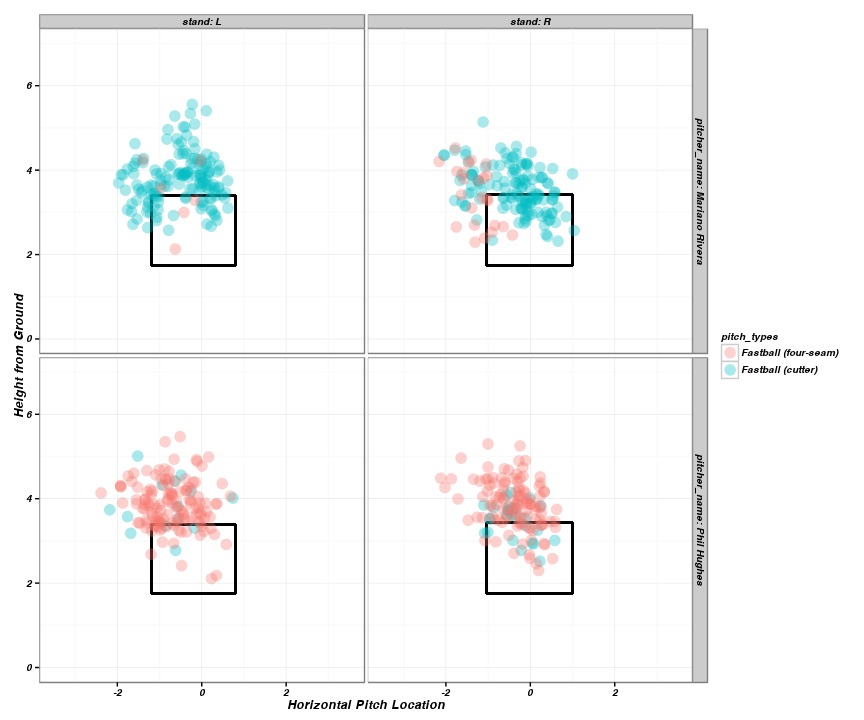 stand: L
stand: R
6
4
2
0
pitcher_name: Mariano Rivera
6
4
2
0
pitcher_name: Phil Hughes
-2
0
2
-2
0
2
Height from Ground
Horizontal Pitch Location
pitch_types
Fastball (four-seam)
Fastball (cutter)